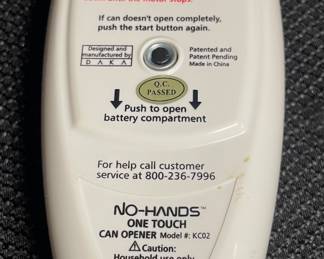 If can doesn't open completely,
push the start button again.
Designed and
manufactured by
DAKA
Patented and
Patent Pending
Made in China
Q.C.
PASSED
Push to open
battery compartment
For help call customer
service at 800-236-7996
NO-HANDS™
ONE TOUCH
CAN OPENER Model #: KC02
⚠Caution:
Household use only